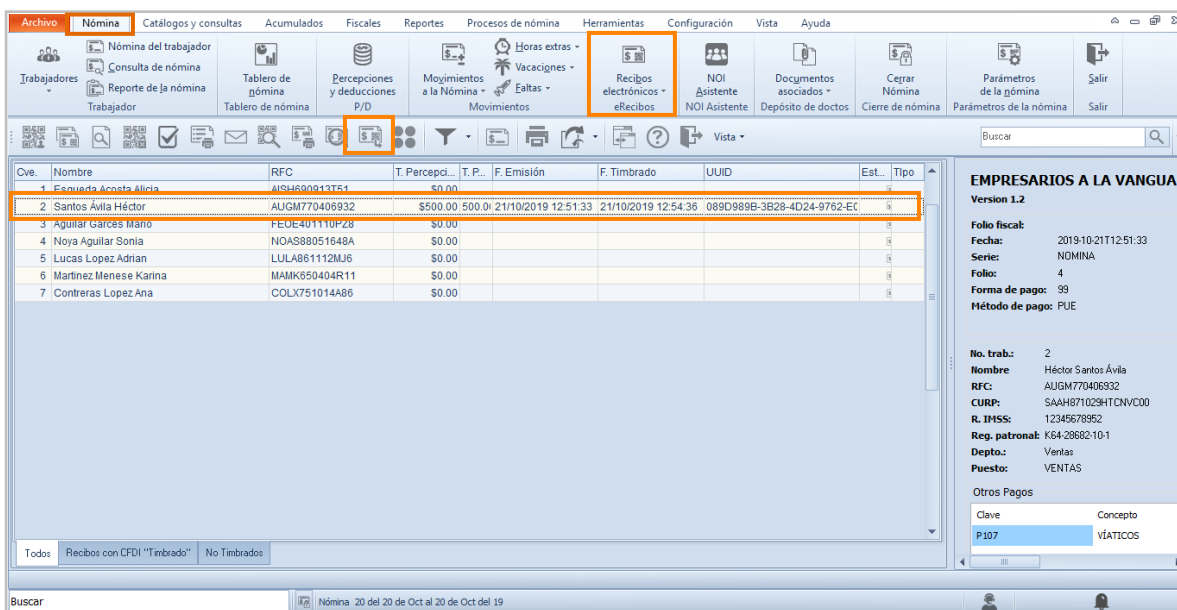 Archivo Nómina Catálogos y consultas Acumulados Fiscales Reportes Procesos de nómina Herramientas Configuración Vista Ayuda
Trabajadores
Nómina del trabajador
Consulta de nómina
Reporte de la nómina
Trabajador
Tablero de nómina
Tablero de nómina
Percepciones y deducciones
P/D
Movimientos a la Nómina
Horas extras
Vacaciones
Faltas
Movimientos
Recibos electrónicos
eRecibos
NOI Asistente
NOI Asistente
Documentos asociados
Depósito de doctos
Cerrar Nómina
Cierre de nómina
Parámetros de la nómina
Parámetros de la nómina
Salir
Salir
Vista
Buscar
Cve. Nombre RFC T. Percepci... T. P... F. Emisión F. Timbrado UUID Est... Tipo
1 Esqueda Acosta Alicia AISH690913T51 $0.00
2 Santos Ávila Héctor AUGM770406932 $500.00 500.0 21/10/2019 12:51:33 21/10/2019 12:54:36 089D989B-3B28-4D24-9762-E
3 Aguilar Garces Mario FEOE401110PZ8 $0.00
4 Noya Aguilar Sonia NOAS88051648A $0.00
5 Lucas Lopez Adrian LULA861112MJ6 $0.00
6 Martinez Menese Karina MAMK650404R11 $0.00
7 Contreras Lopez Ana COLX751014A86 $0.00
Todos Recibos con CFDI "Timbrado" No Timbrados
EMPRESARIOS A LA VANGUA
Version 1.2
Folio fiscal:
Fecha: 2019-10-21T12:51:33
Serie: NOMINA
Folio: 4
Forma de pago: 99
Método de pago: PUE
No. trab.: 2
Nombre Héctor Santos Ávila
RFC: AUGM770406932
CURP: SAAH871029HTCNVC00
R. IMSS: 12345678952
Reg. patronal: K64-28682-10-1
Depto.: Ventas
Puesto: VENTAS
Otros Pagos
Clave Concepto
P107 VÍATICOS
Buscar
Nómina 20 del 20 de Oct al 20 de Oct del 19